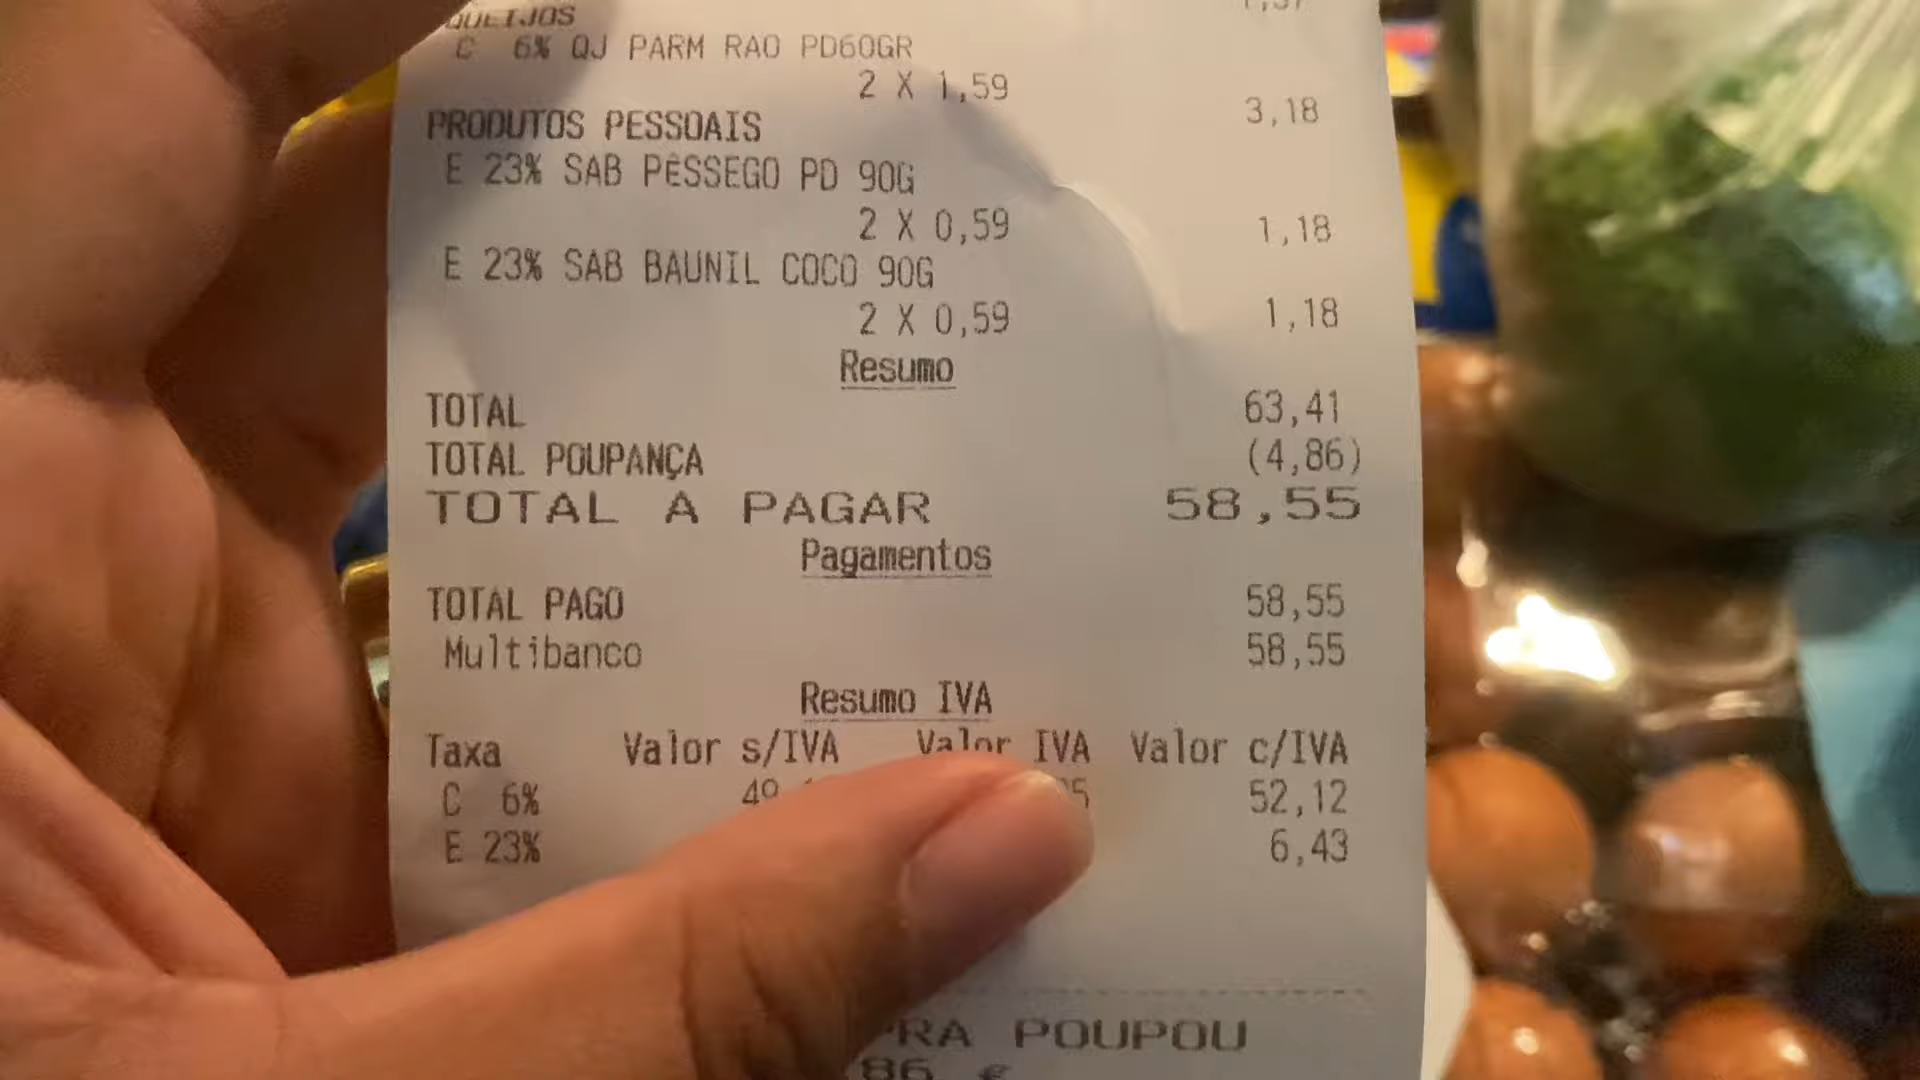 QUEIJOS
C 6% QJ PARM RAO PD60GR
2 X 1,59 3,18
PRODUTOS PESSOAIS
E 23% SAB PÊSSEGO PD 90G
2 X 0,59 1,18
E 23% SAB BAUNIL COCO 90G
2 X 0,59 1,18
Resumo
TOTAL 63,41
TOTAL POUPANÇA (4,86)
TOTAL A PAGAR 58,55
Pagamentos
TOTAL PAGO 58,55
Multibanco 58,55
Resumo IVA
Taxa Valor s/IVA Valor IVA Valor c/IVA
C 6% 52,12
E 23% 6,43
POUPOU
€